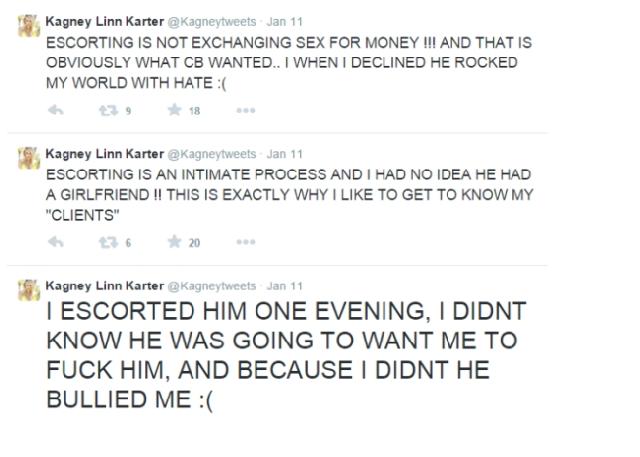 Kagney Linn Karter @Kagneytweets · Jan 11
ESCORTING IS NOT EXCHANGING SEX FOR MONEY !!! AND THAT IS
OBVIOUSLY WHAT CB WANTED.. I WHEN I DECLINED HE ROCKED
MY WORLD WITH HATE :(
9 18
Kagney Linn Karter @Kagneytweets · Jan 11
ESCORTING IS AN INTIMATE PROCESS AND I HAD NO IDEA HE HAD
A GIRLFRIEND !! THIS IS EXACTLY WHY I LIKE TO GET TO KNOW MY
"CLIENTS"
6 20
Kagney Linn Karter @Kagneytweets · Jan 11
I ESCORTED HIM ONE EVENING, I DIDNT
KNOW HE WAS GOING TO WANT ME TO
FUCK HIM, AND BECAUSE I DIDNT HE
BULLIED ME :(